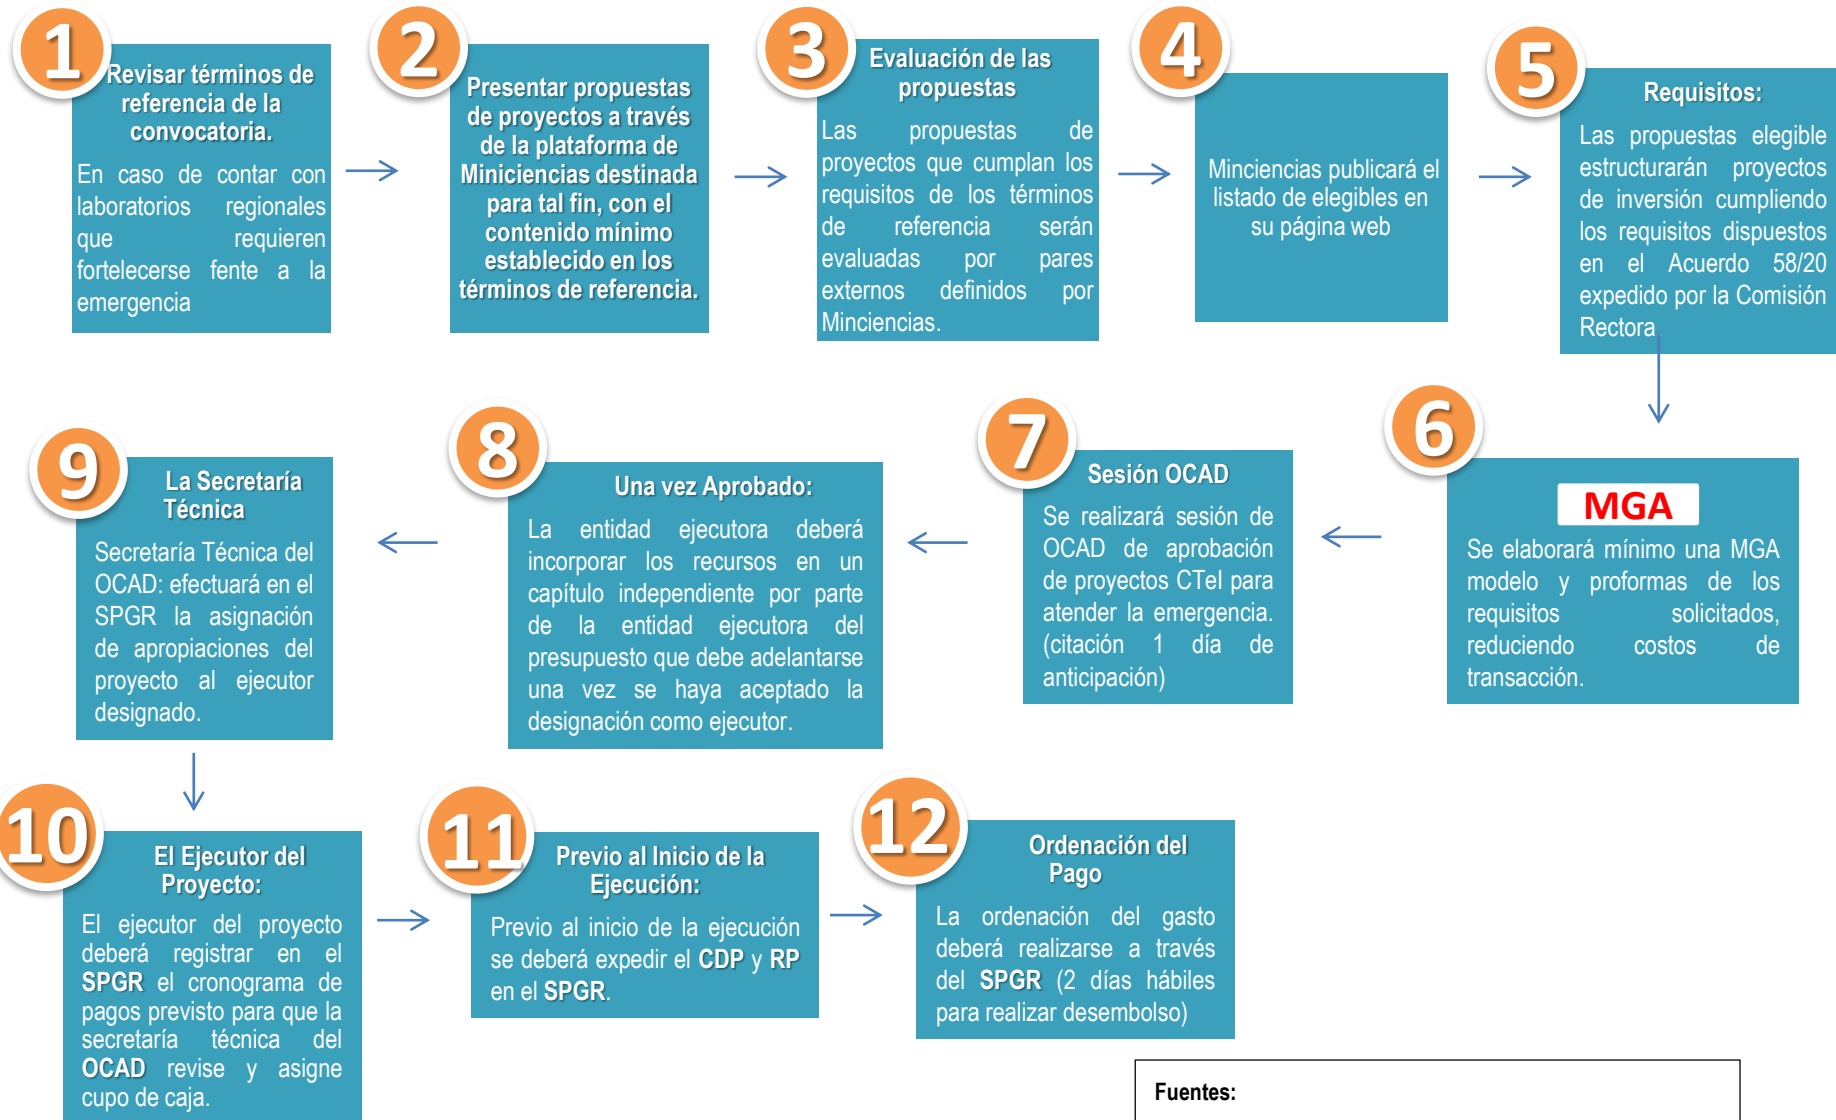 1
Revisar términos de
referencia de la
convocatoria.
En caso de contar con
laboratorios regionales
que requieren
fortelecerse fente a la
emergencia
2
Presentar propuestas
de proyectos a través
de la plataforma de
Miniciencias destinada
para tal fin, con el
contenido mínimo
establecido en los
términos de referencia.
3
Evaluación de las
propuestas
Las propuestas de
proyectos que cumplan los
requisitos de los términos
de referencia serán
evaluadas por pares
externos definidos por
Minciencias.
4
Minciencias publicará el
listado de elegibles en
su página web
5
Requisitos:
Las propuestas elegible
estructurarán proyectos
de inversión cumpliendo
los requisitos dispuestos
en el Acuerdo 58/20
expedido por la Comisión
Rectora
6
MGA
Se elaborará mínimo una MGA
modelo y proformas de los
requisitos solicitados,
reduciendo costos de
transacción.
7
Sesión OCAD
Se realizará sesión de
OCAD de aprobación
de proyectos CTeI para
atender la emergencia.
(citación 1 día de
anticipación)
8
Una vez Aprobado:
La entidad ejecutora deberá
incorporar los recursos en un
capítulo independiente por parte
de la entidad ejecutora del
presupuesto que debe adelantarse
una vez se haya aceptado la
designación como ejecutor.
9
La Secretaría
Técnica
Secretaría Técnica del
OCAD: efectuará en el
SPGR la asignación
de apropiaciones del
proyecto al ejecutor
designado.
10
El Ejecutor del
Proyecto:
El ejecutor del proyecto
deberá registrar en el
SPGR el cronograma de
pagos previsto para que la
secretaría técnica del
OCAD revise y asigne
cupo de caja.
11
Previo al Inicio de la
Ejecución:
Previo al inicio de la ejecución
se deberá expedir el CDP y RP
en el SPGR.
12
Ordenación del
Pago
La ordenación del gasto
deberá realizarse a través
del SPGR (2 días hábiles
para realizar desembolso)
Fuentes: